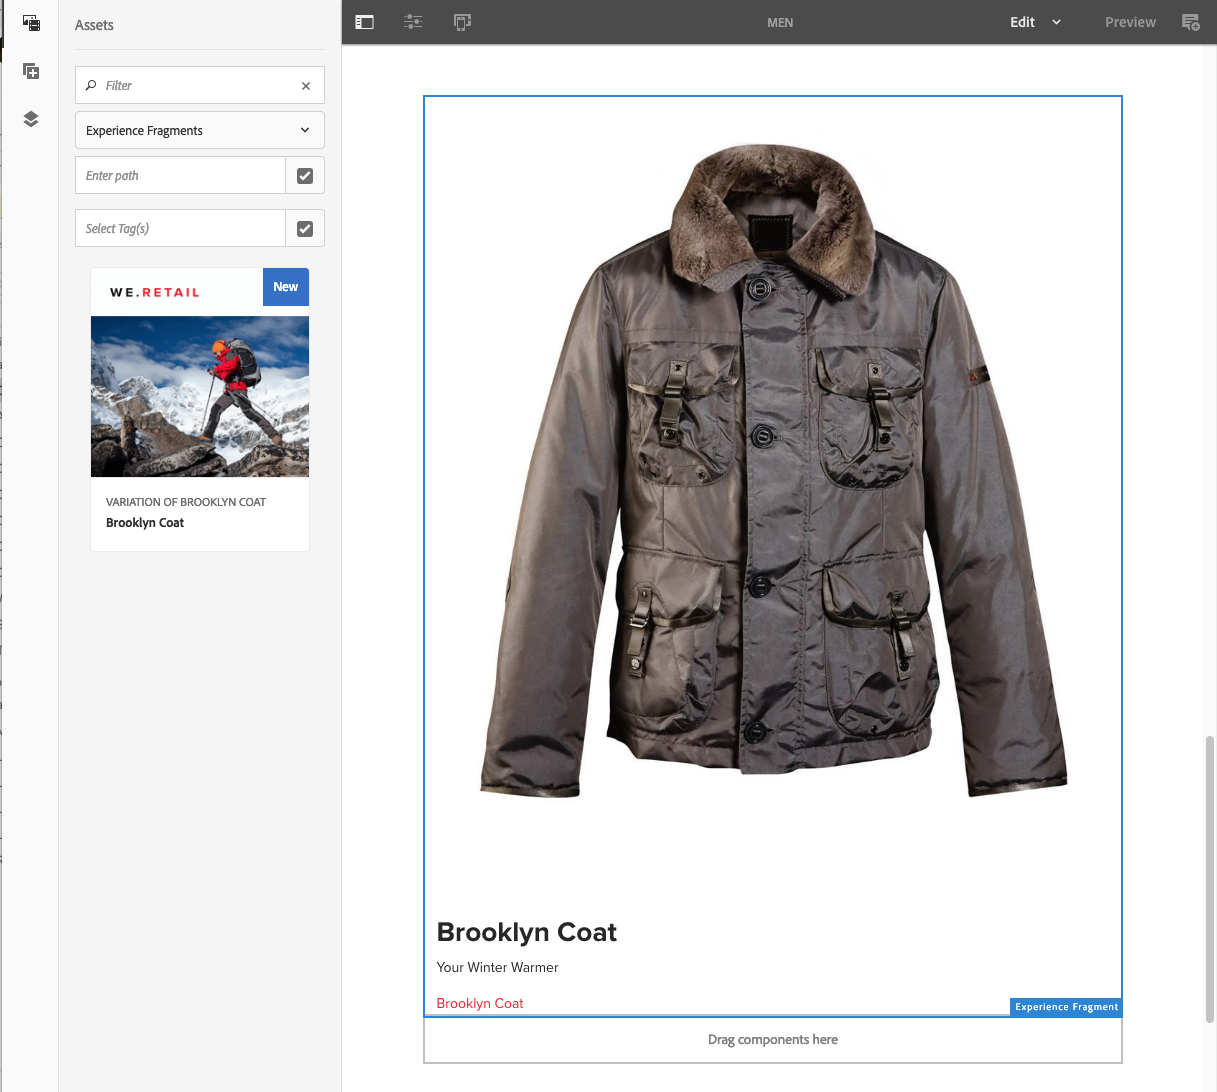 Assets
Filter
Experience Fragments
Enter path
Select Tag(s)
WE.RETAIL
New
VARIATION OF BROOKLYN COAT
Brooklyn Coat
MEN
Edit
Preview
Brooklyn Coat
Your Winter Warmer
Brooklyn Coat
Experience Fragment
Drag components here